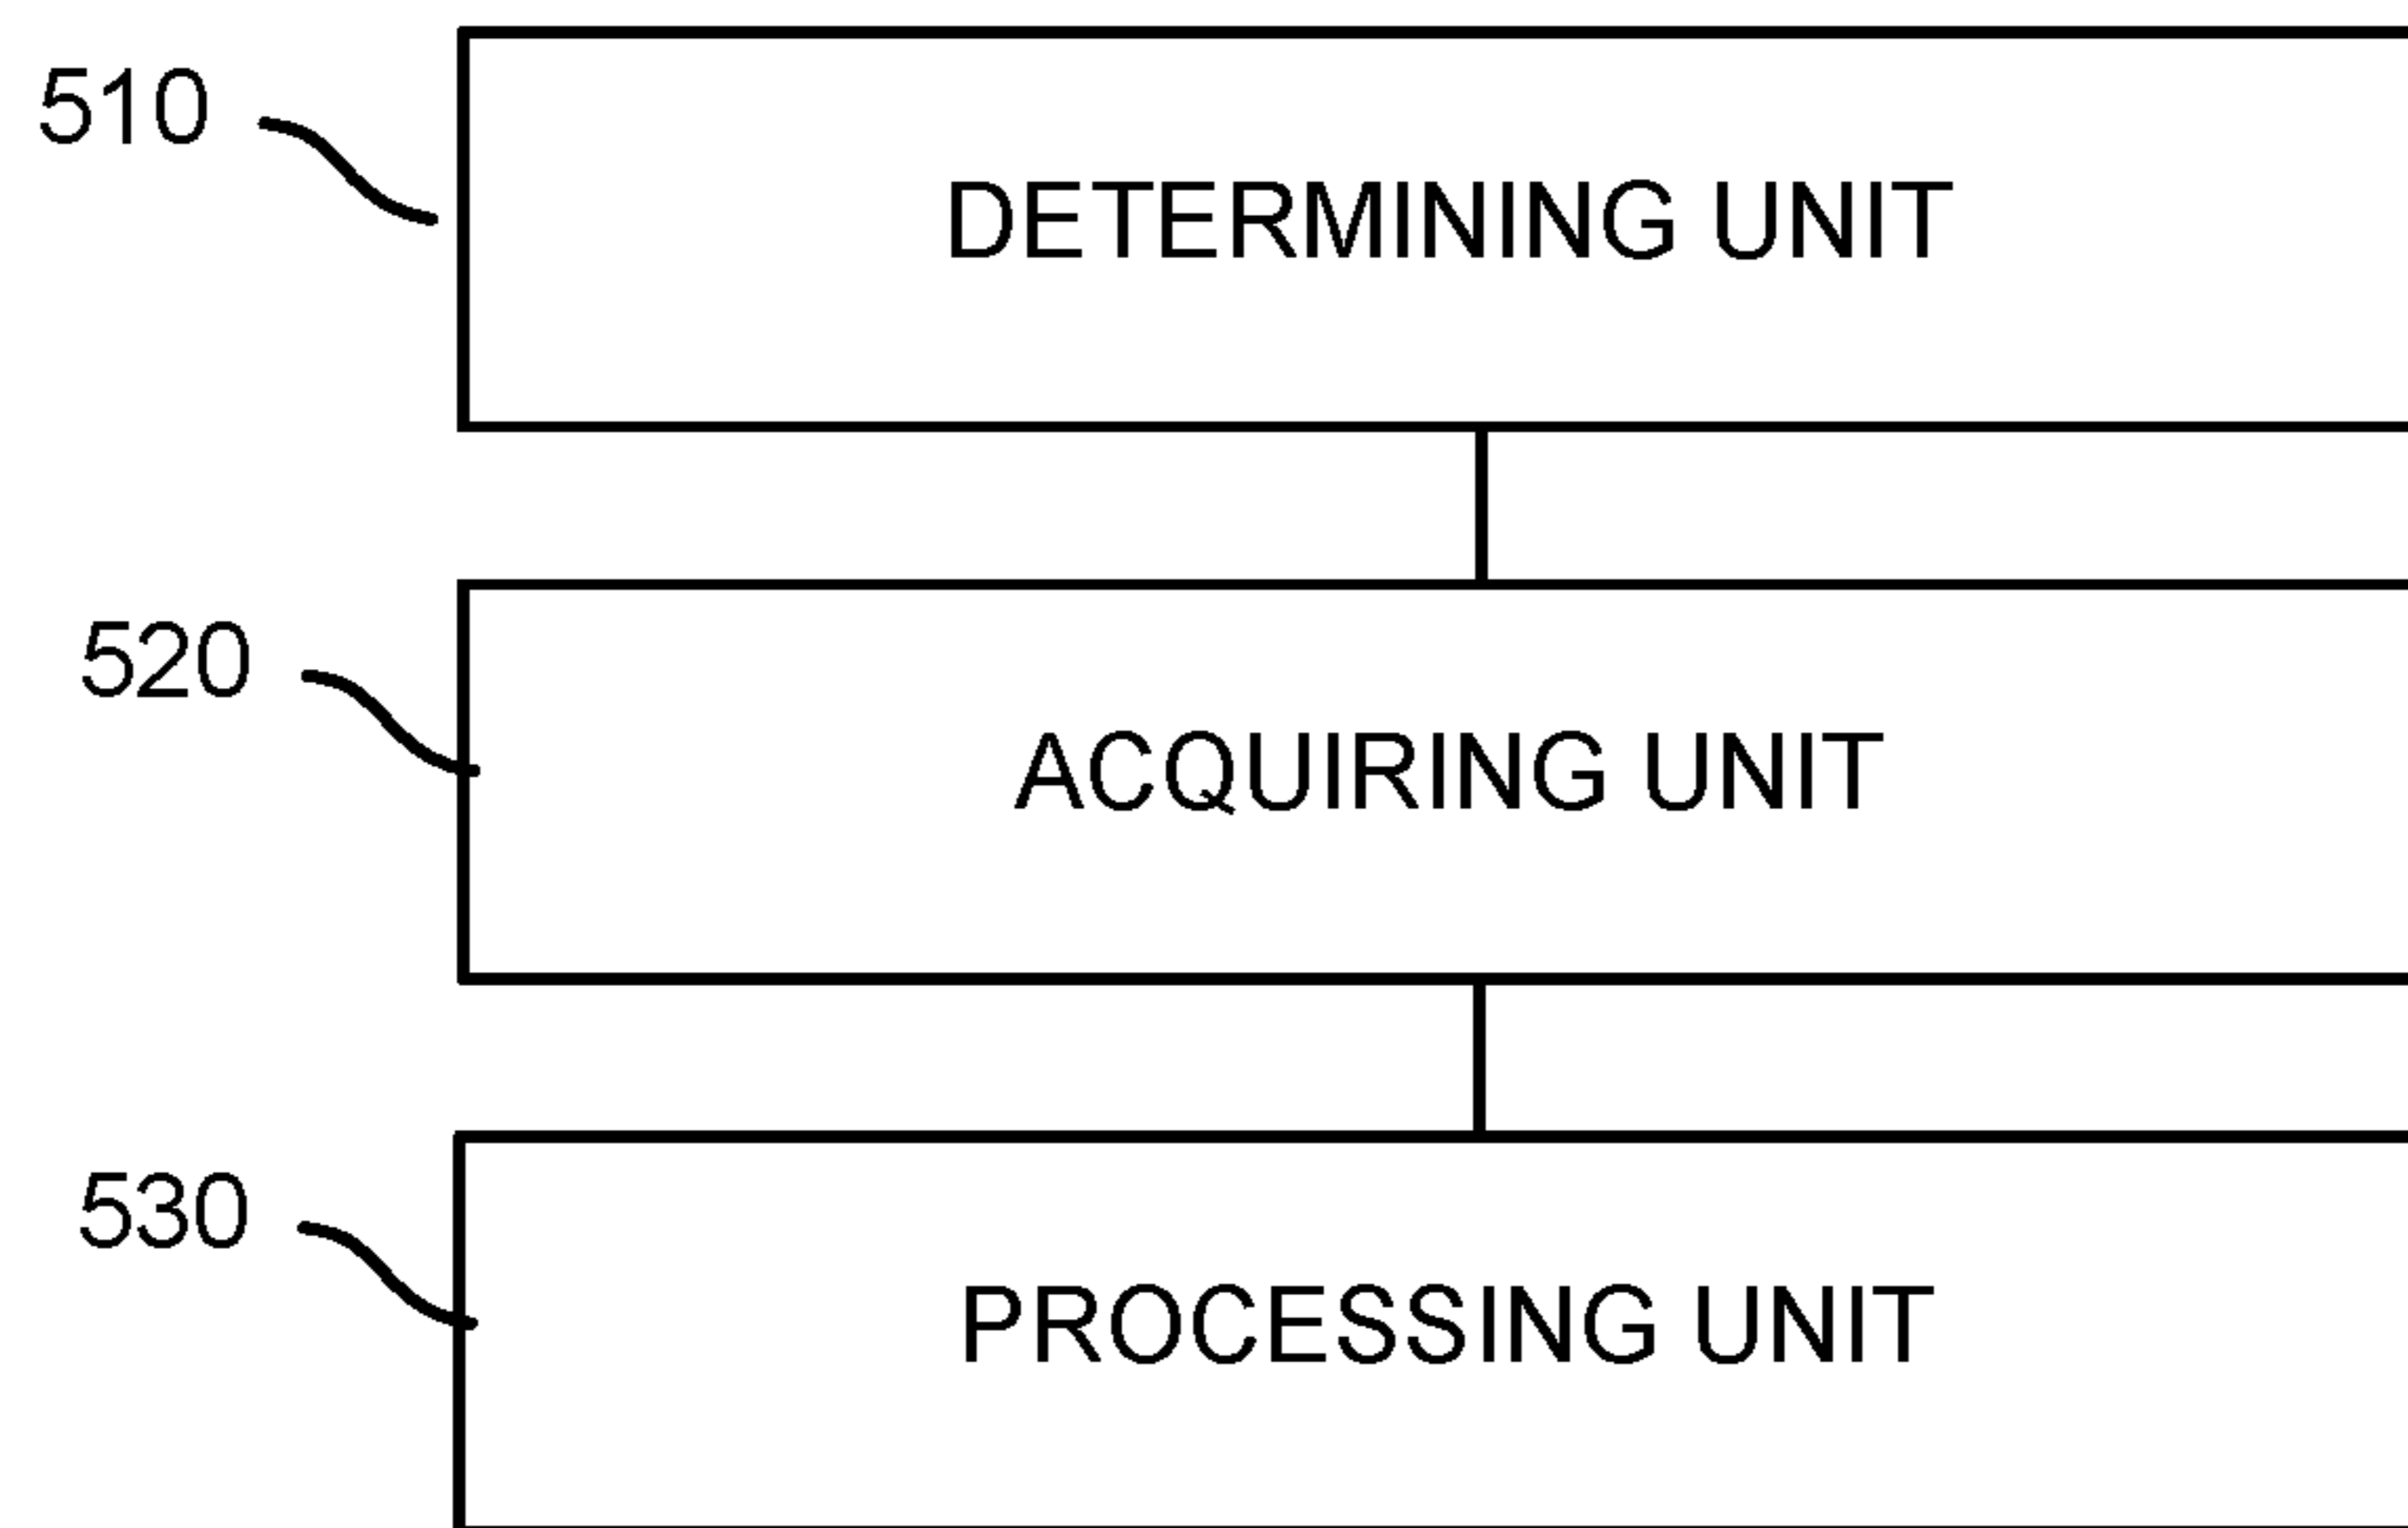 510
DETERMINING UNIT
520
ACQUIRING UNIT
530
PROCESSING UNIT